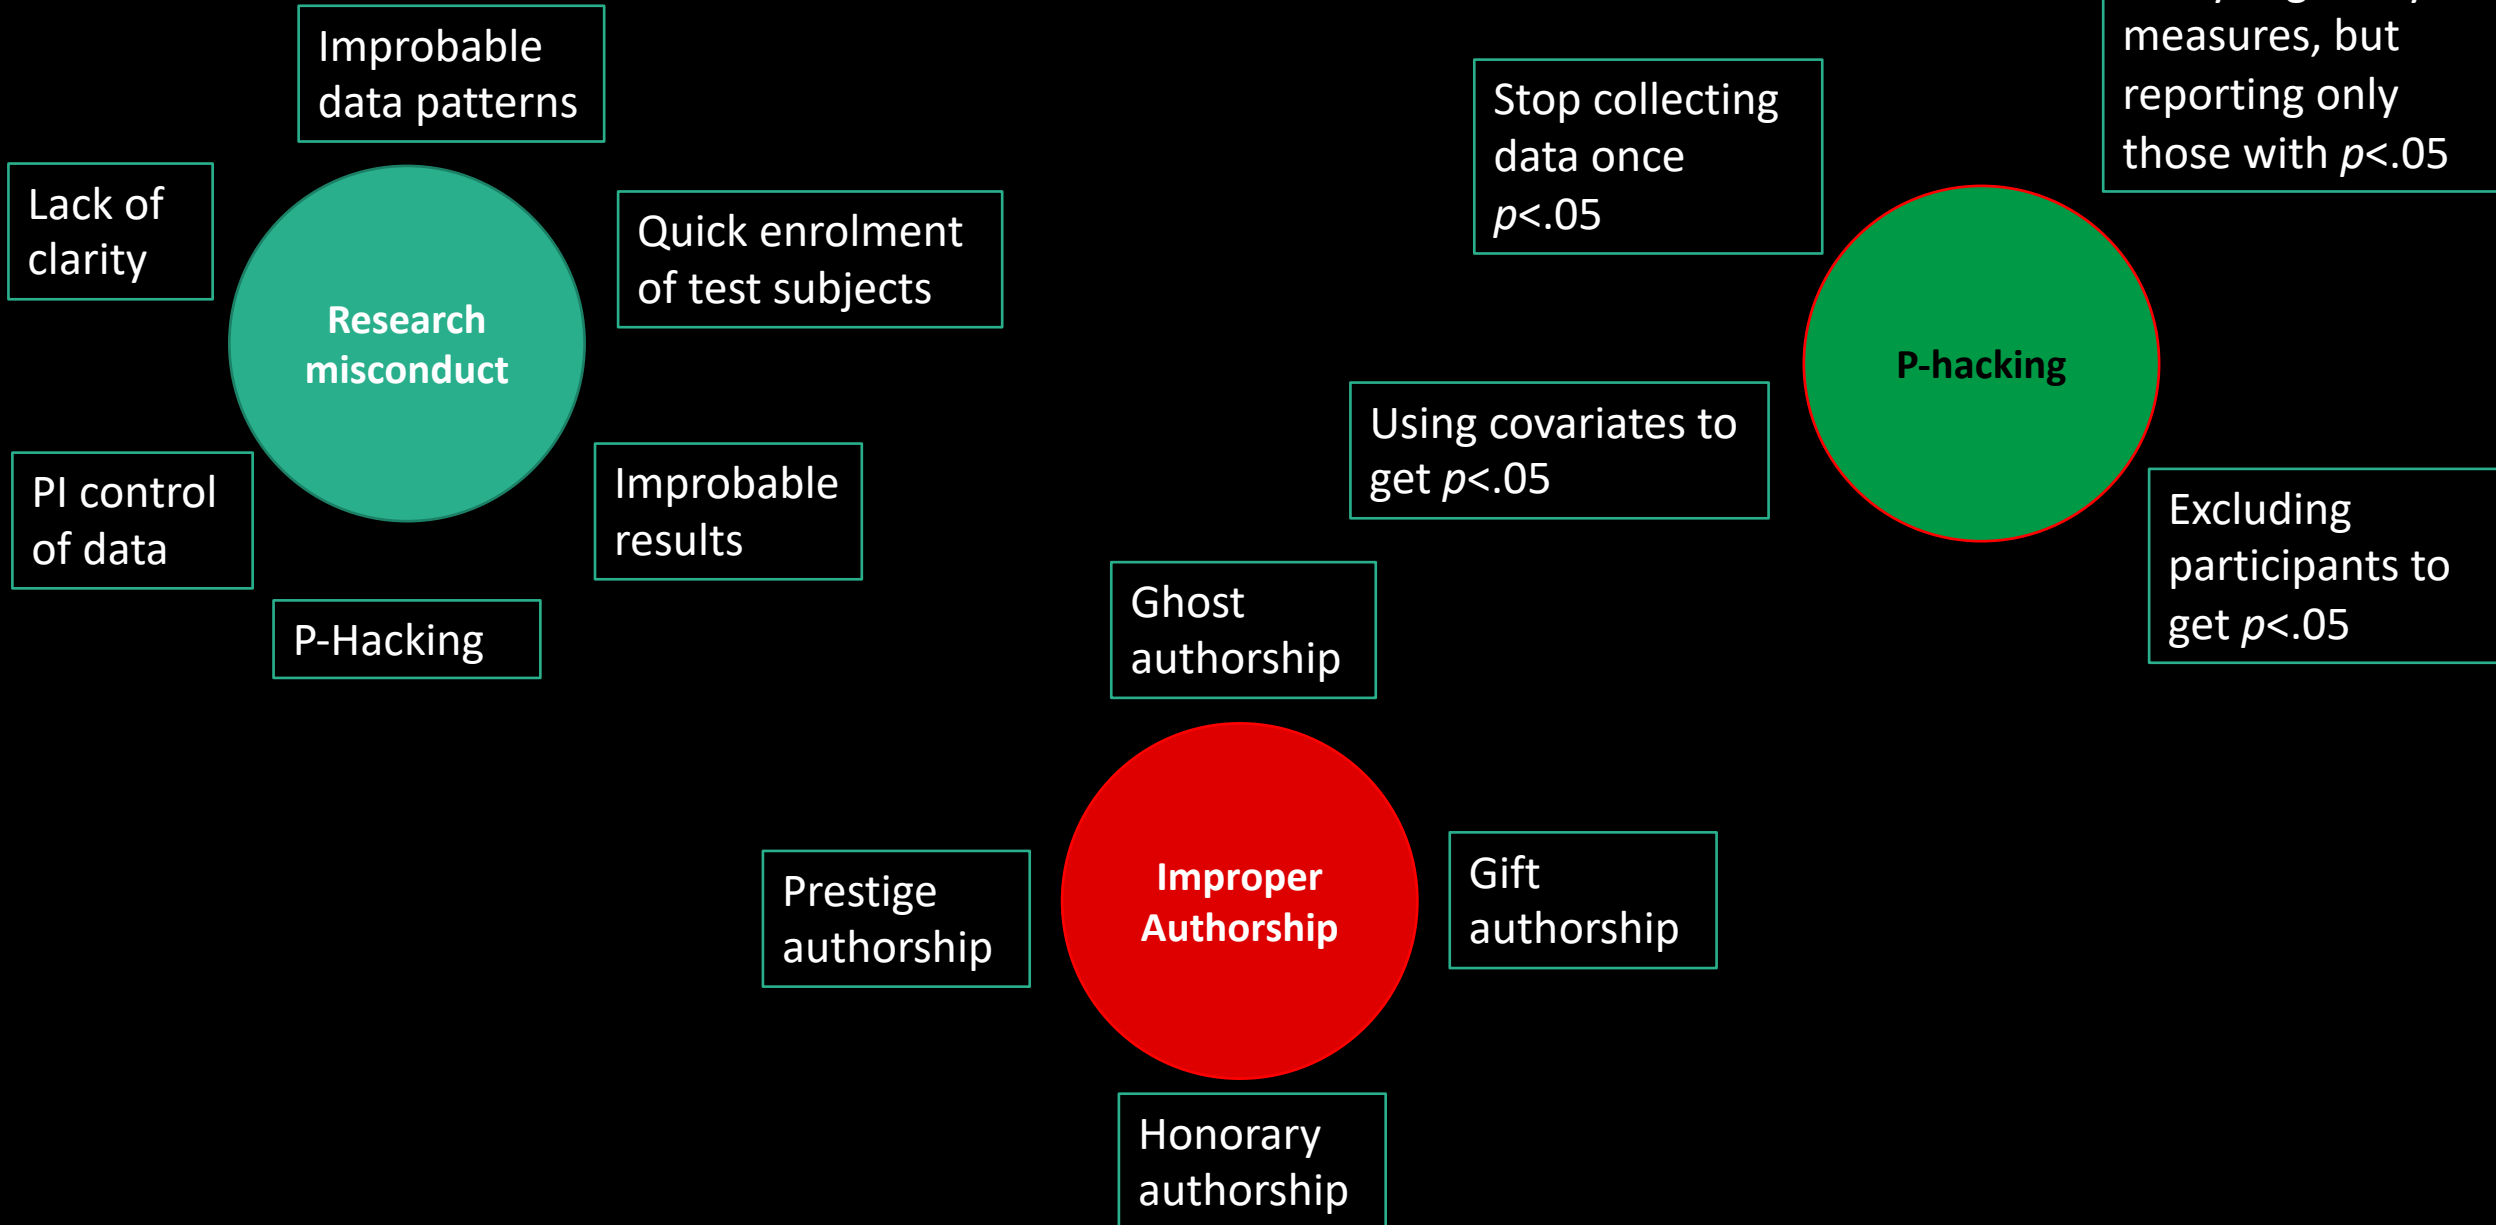 Improbable
data patterns
Lack of
clarity
Quick enrolment
of test subjects
Research
misconduct
PI control
of data
Improbable
results
P-Hacking
measures, but
reporting only
those with p<.05
Stop collecting
data once
p<.05
P-hacking
Using covariates to
get p<.05
Excluding
participants to
get p<.05
Ghost
authorship
Prestige
authorship
Improper
Authorship
Gift
authorship
Honorary
authorship